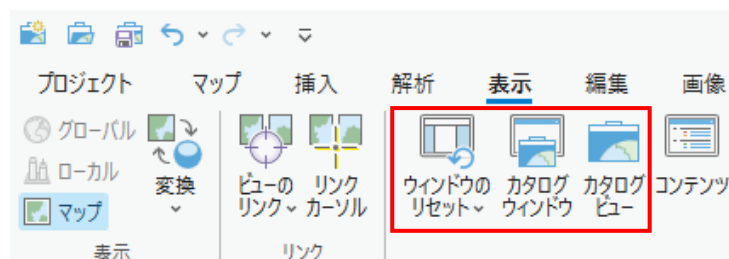 プロジェクト マップ 挿入 解析 表示 編集 画像
グローバル
ローカル
マップ
変換
表示
ビューの
リンク
リンク
カーソル
リンク
ウィンドウの
リセット
カタログ
ウィンドウ
カタログ
ビュー
コンテンツ